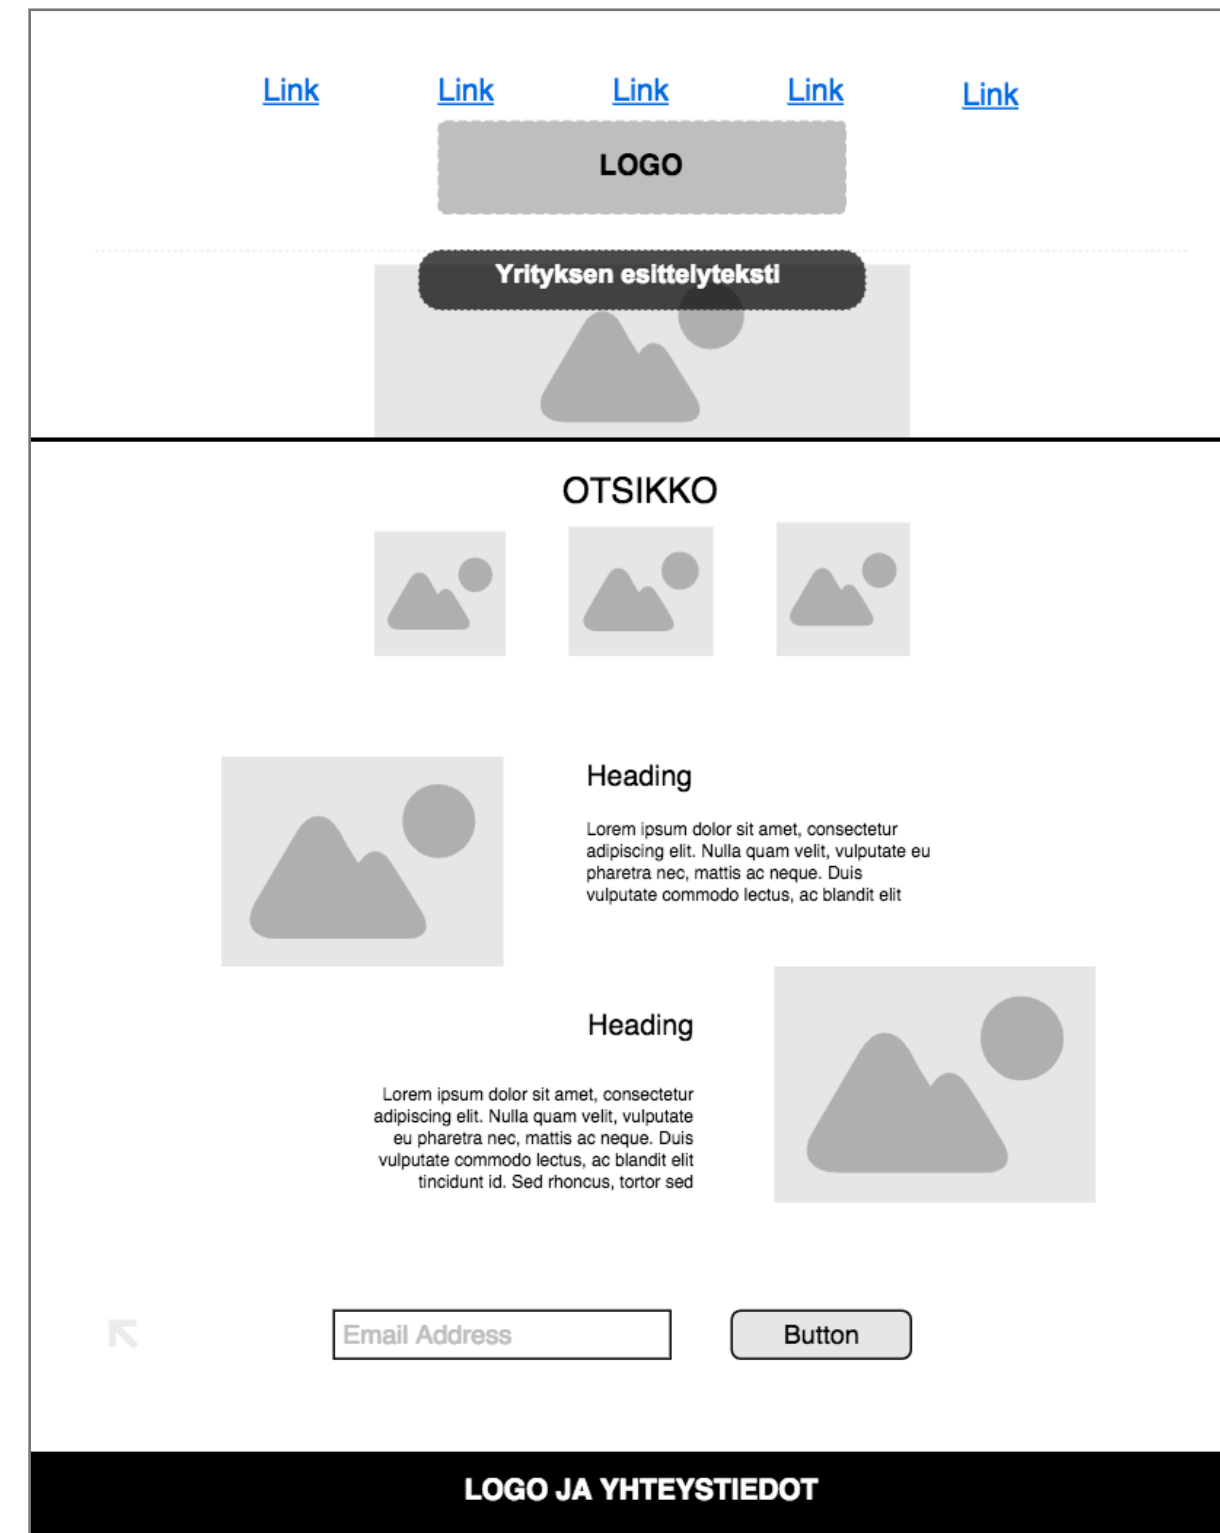 Link Link Link Link Link
LOGO
Yrityksen esittelyteksti
OTSIKKO
Heading
Lorem ipsum dolor sit amet, consectetur
adipiscing elit. Nulla quam velit, vulputate eu
pharetra nec, mattis ac neque. Duis
vulputate commodo lectus, ac blandit elit
Heading
Lorem ipsum dolor sit amet, consectetur
adipiscing elit. Nulla quam velit, vulputate
eu pharetra nec, mattis ac neque. Duis
vulputate commodo lectus, ac blandit elit
tincidunt id. Sed rhoncus, tortor sed
Email Address Button
LOGO JA YHTEYSTIEDOT